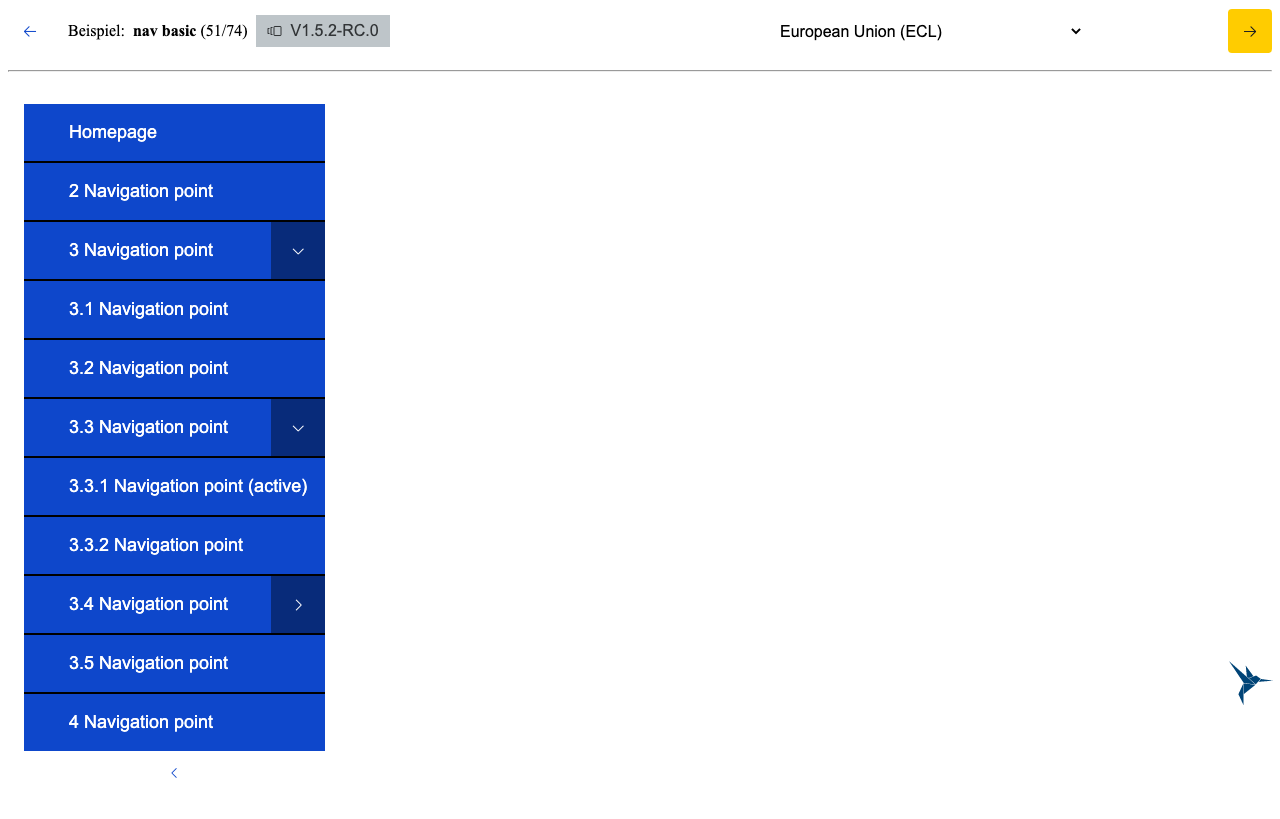 Beispiel: nav basic (51/74) V1.5.2-RC.0 European Union (ECL)
Homepage
2 Navigation point
3 Navigation point
3.1 Navigation point
3.2 Navigation point
3.3 Navigation point
3.3.1 Navigation point (active)
3.3.2 Navigation point
3.4 Navigation point
3.5 Navigation point
4 Navigation point